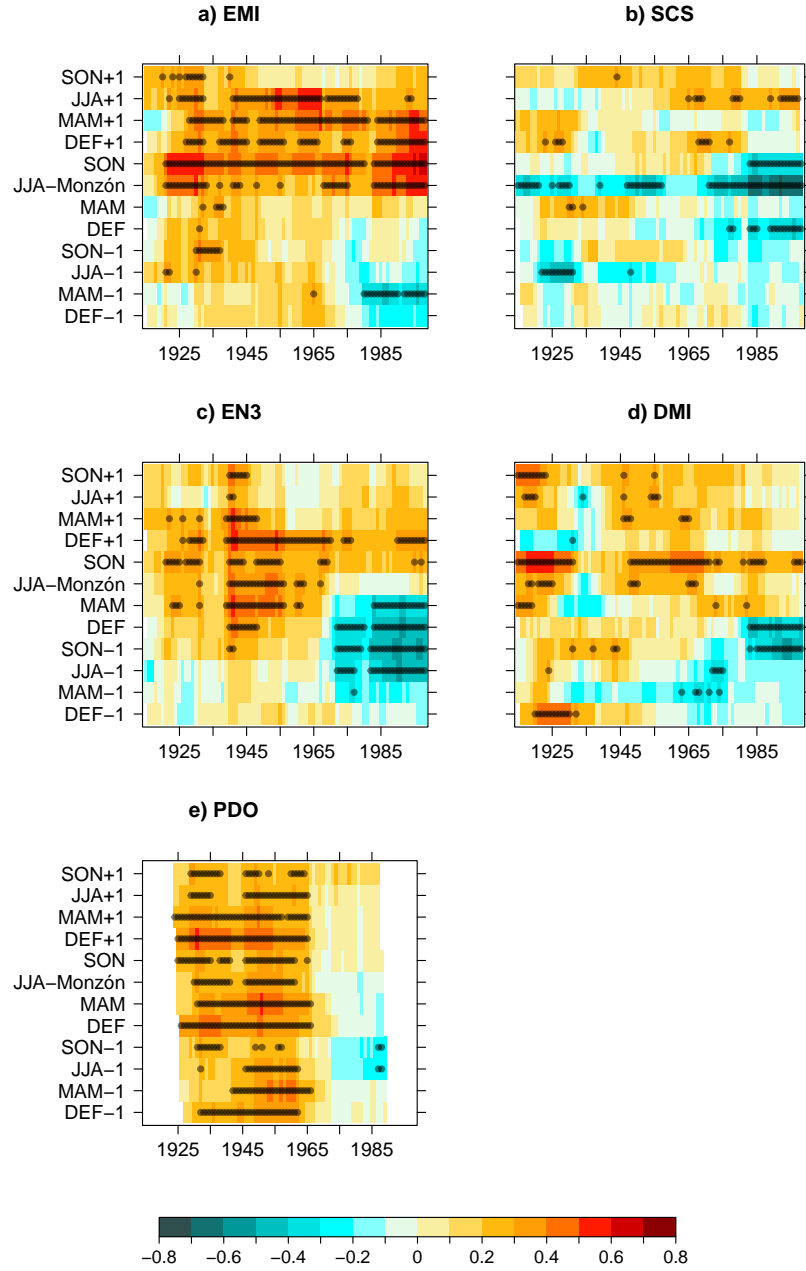 a) EMI
b) SCS
SON+1
JJA+1
MAM+1
DEF+1
SON
JJA−Monzón
MAM
DEF
SON−1
JJA−1
MAM−1
DEF−1
1925 1945 1965 1985
1925 1945 1965 1985
c) EN3
d) DMI
SON+1
JJA+1
MAM+1
DEF+1
SON
JJA−Monzón
MAM
DEF
SON−1
JJA−1
MAM−1
DEF−1
1925 1945 1965 1985
1925 1945 1965 1985
e) PDO
SON+1
JJA+1
MAM+1
DEF+1
SON
JJA−Monzón
MAM
DEF
SON−1
JJA−1
MAM−1
DEF−1
1925 1945 1965 1985
−0.8 −0.6 −0.4 −0.2 0 0.2 0.4 0.6 0.8